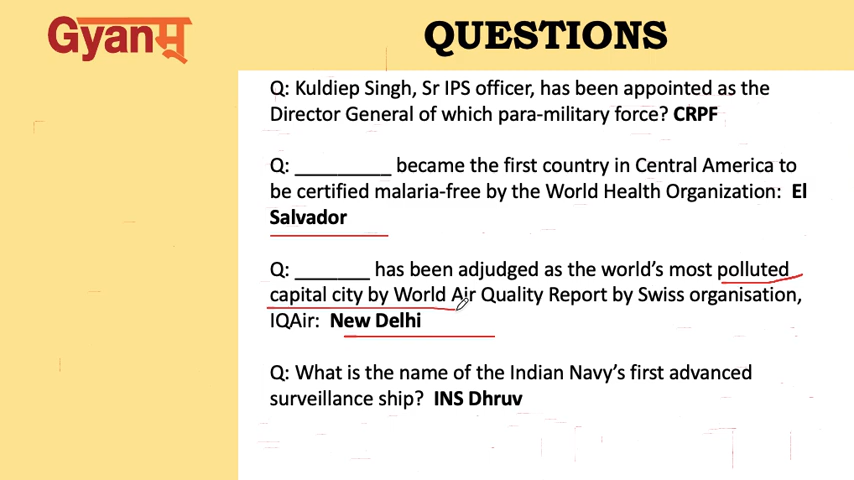 Gyanम्
QUESTIONS
Q: Kuldiep Singh, Sr IPS officer, has been appointed as the
Director General of which para-military force? CRPF
Q: _________ became the first country in Central America to
be certified malaria-free by the World Health Organization: El
Salvador
Q: _______ has been adjudged as the world's most polluted
capital city by World Air Quality Report by Swiss organisation,
IQAir: New Delhi
Q: What is the name of the Indian Navy's first advanced
surveillance ship? INS Dhruv